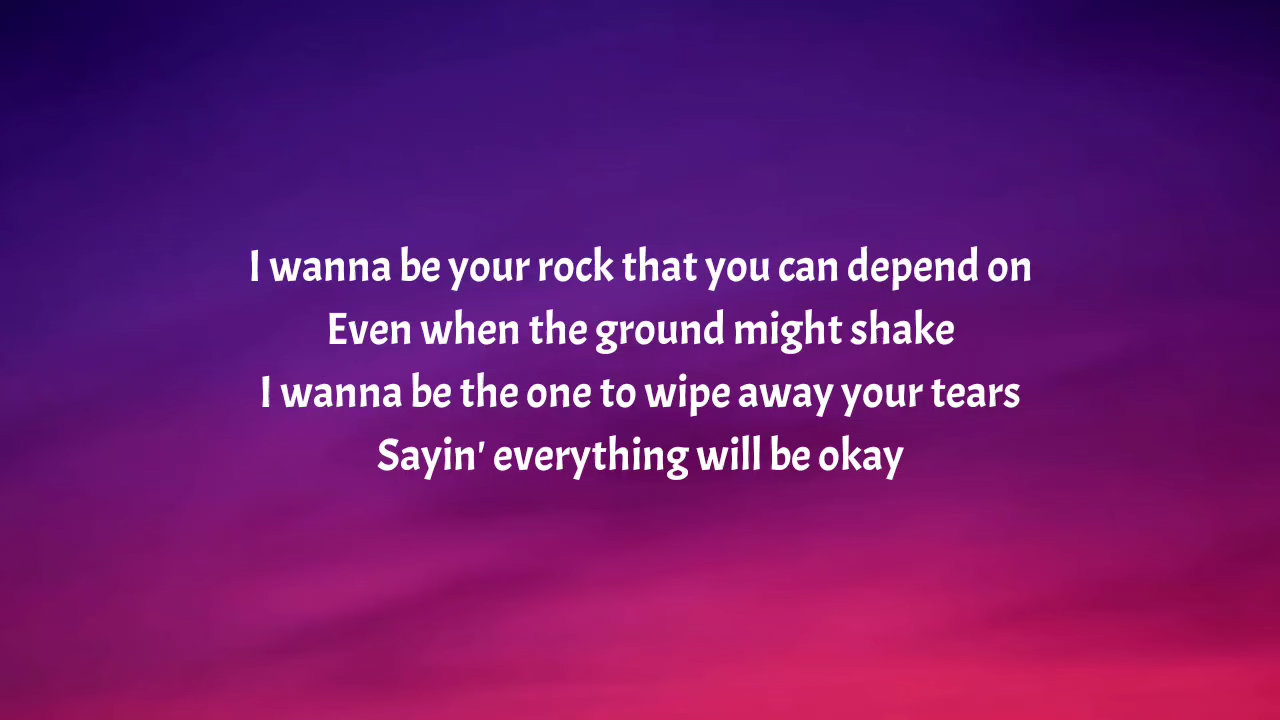 I wanna be your rock that you can depend on
Even when the ground might shake
I wanna be the one to wipe away your tears
Sayin' everything will be okay